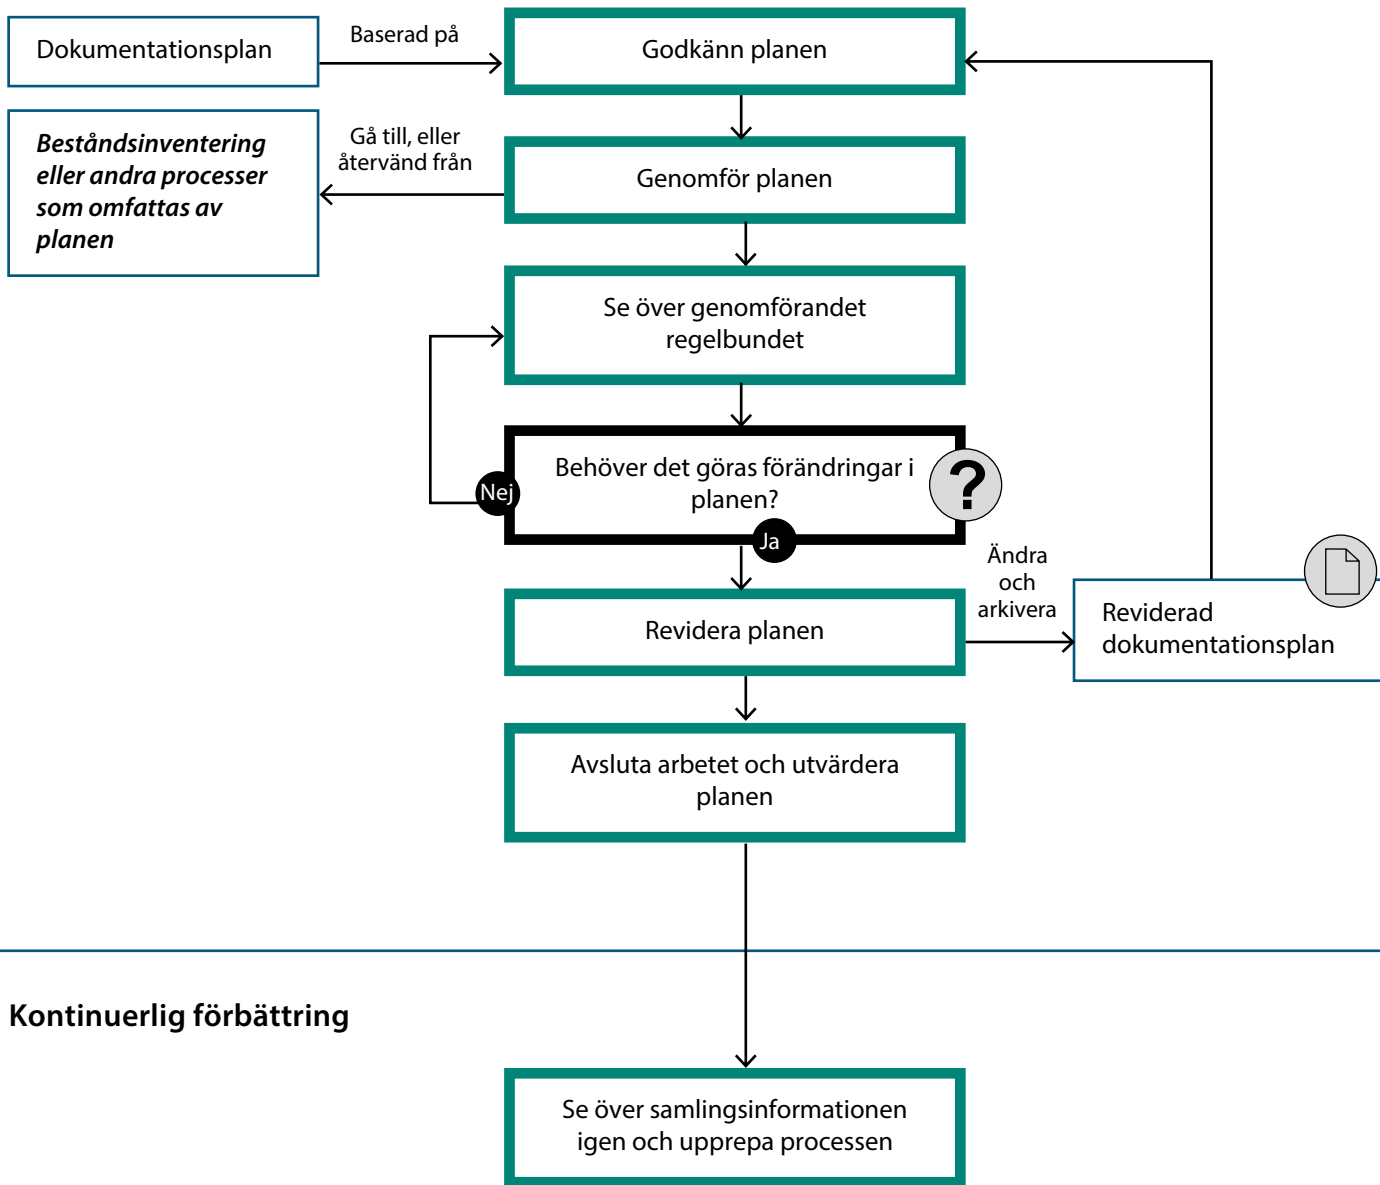 Dokumentationsplan
Baserad på
Godkänn planen
Beståndsinventering
eller andra processer
som omfattas av
planen
Gå till, eller
återvänd från
Genomför planen
Se över genomförandet
regelbundet
Behöver det göras förändringar i
planen?
?
Nej
Ja
Revidera planen
Ändra
och
arkivera
Reviderad
dokumentationsplan
Avsluta arbetet och utvärdera
planen
Kontinuerlig förbättring
Se över samlingsinformationen
igen och upprepa processen